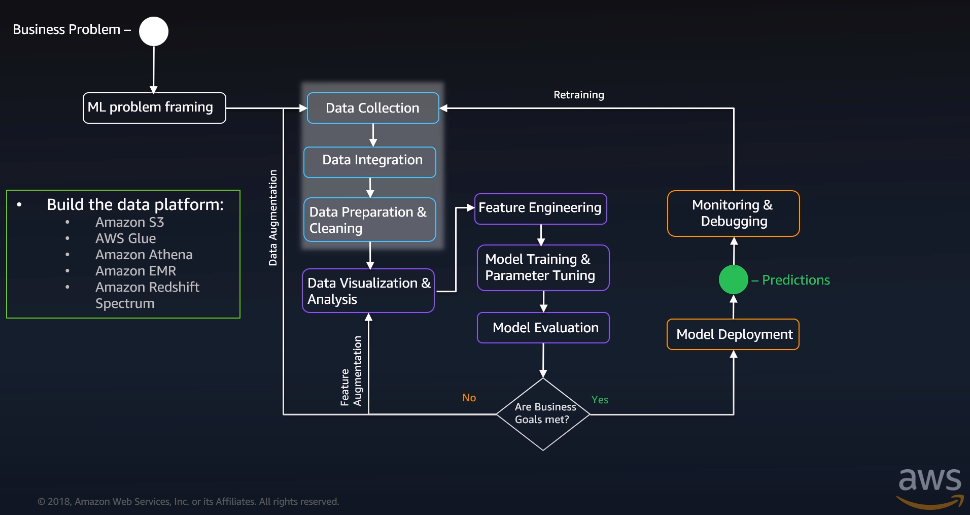 Business Problem –
ML problem framing
Data Collection
Retraining
Data Integration
Data Preparation &
Cleaning
Data Visualization &
Analysis
Feature Engineering
Model Training &
Parameter Tuning
Model Evaluation
Are Business
Goals met?
No
Yes
Data Augmentation
Feature
Augmentation
Monitoring &
Debugging
– Predictions
Model Deployment
• Build the data platform:
• Amazon S3
• AWS Glue
• Amazon Athena
• Amazon EMR
• Amazon Redshift
Spectrum
© 2018, Amazon Web Services, Inc. or its Affiliates. All rights reserved.
aws